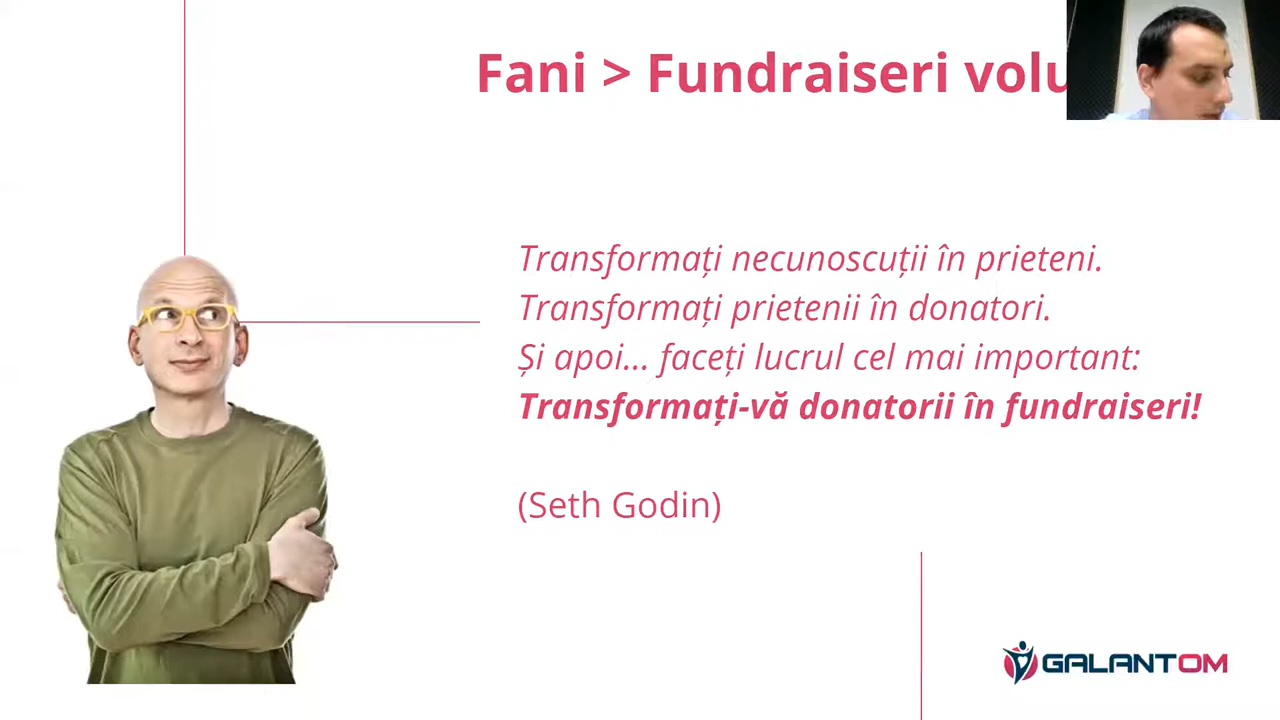 Fani > Fundraiseri
Transformați necunoscuții în prieteni.
Transformați prietenii în donatori.
Și apoi... faceți lucrul cel mai important:
Transformați-vă donatorii în fundraiseri!
(Seth Godin)
GALANTOM